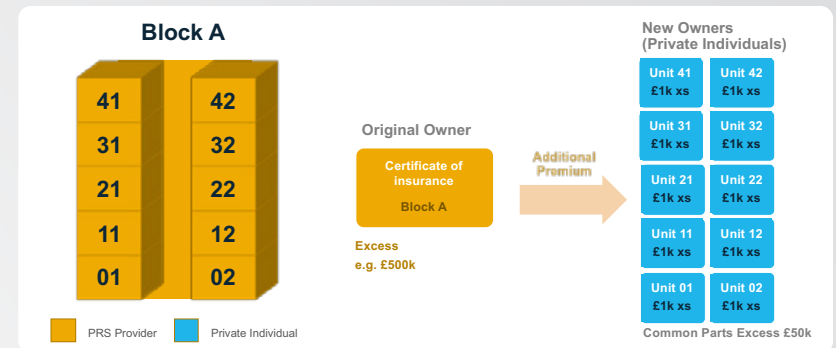 Block A
41 42
31 32
21 22
11 12
01 02
PRS Provider
Private Individual
Original Owner
Certificate of
insurance
Block A
Excess
e.g. £500k
Additional
Premium
New Owners
(Private Individuals)
Unit 41 Unit 42
£1k xs £1k xs
Unit 31 Unit 32
£1k xs £1k xs
Unit 21 Unit 22
£1k xs £1k xs
Unit 11 Unit 12
£1k xs £1k xs
Unit 01 Unit 02
£1k xs £1k xs
Common Parts Excess £50k